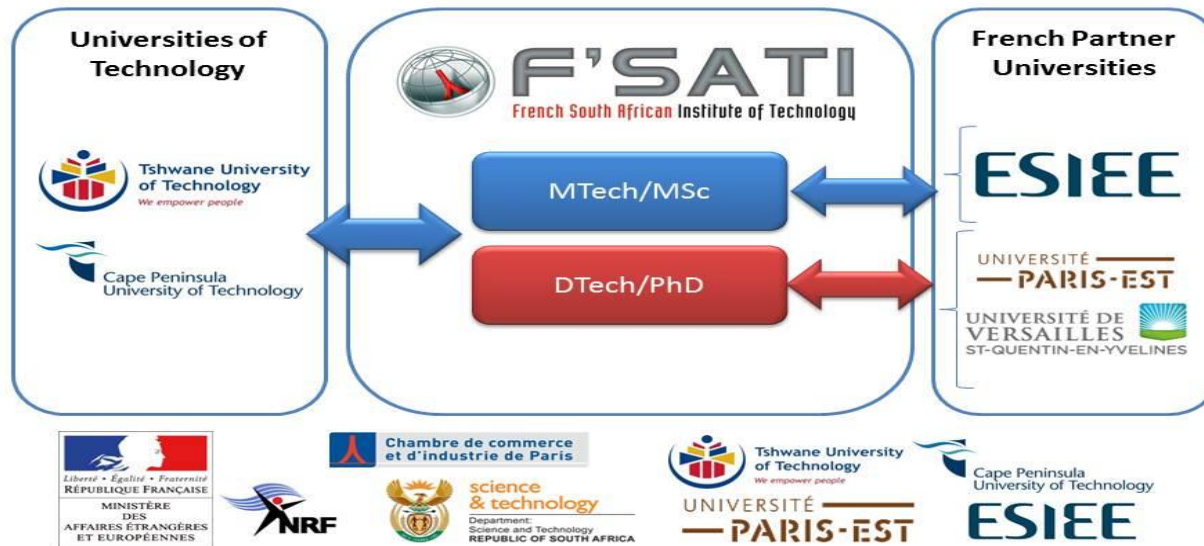 Universities of
Technology
Tshwane University
of Technology
We empower people
Cape Peninsula
University of Technology
F'SATI
French South African Institute of Technology
MTech/MSc
DTech/PhD
French Partner
Universities
ESIEE
UNIVERSITÉ
PARIS-EST
UNIVERSITÉ DE
VERSAILLES
ST-QUENTIN-EN-YVELINES
Liberté • Égalité • Fraternité
RÉPUBLIQUE FRANÇAISE
MINISTÈRE
DES
AFFAIRES ÉTRANGÈRES
ET EUROPÉENNES
NRF
Chambre de commerce
et d'industrie de Paris
science
& technology
Department:
Science and Technology
REPUBLIC OF SOUTH AFRICA
Tshwane University
of Technology
We empower people
UNIVERSITÉ
PARIS-EST
Cape Peninsula
University of Technology
ESIEE